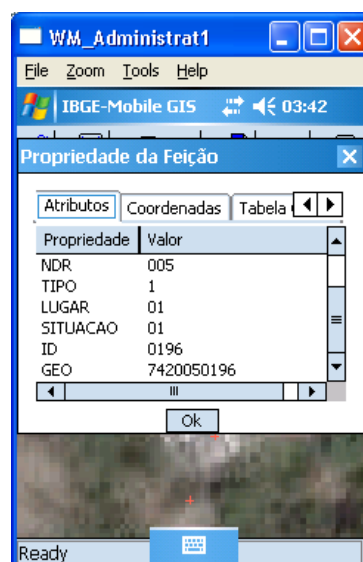 WM_Administrat1
File Zoom Tools Help
IBGE-Mobile GIS 03:42
Propriedade da Feição
Atributos Coordenadas Tabela
Propriedade Valor
NDR 005
TIPO 1
LUGAR 01
SITUACAO 01
ID 0196
GEO 7420050196
Ok
Ready